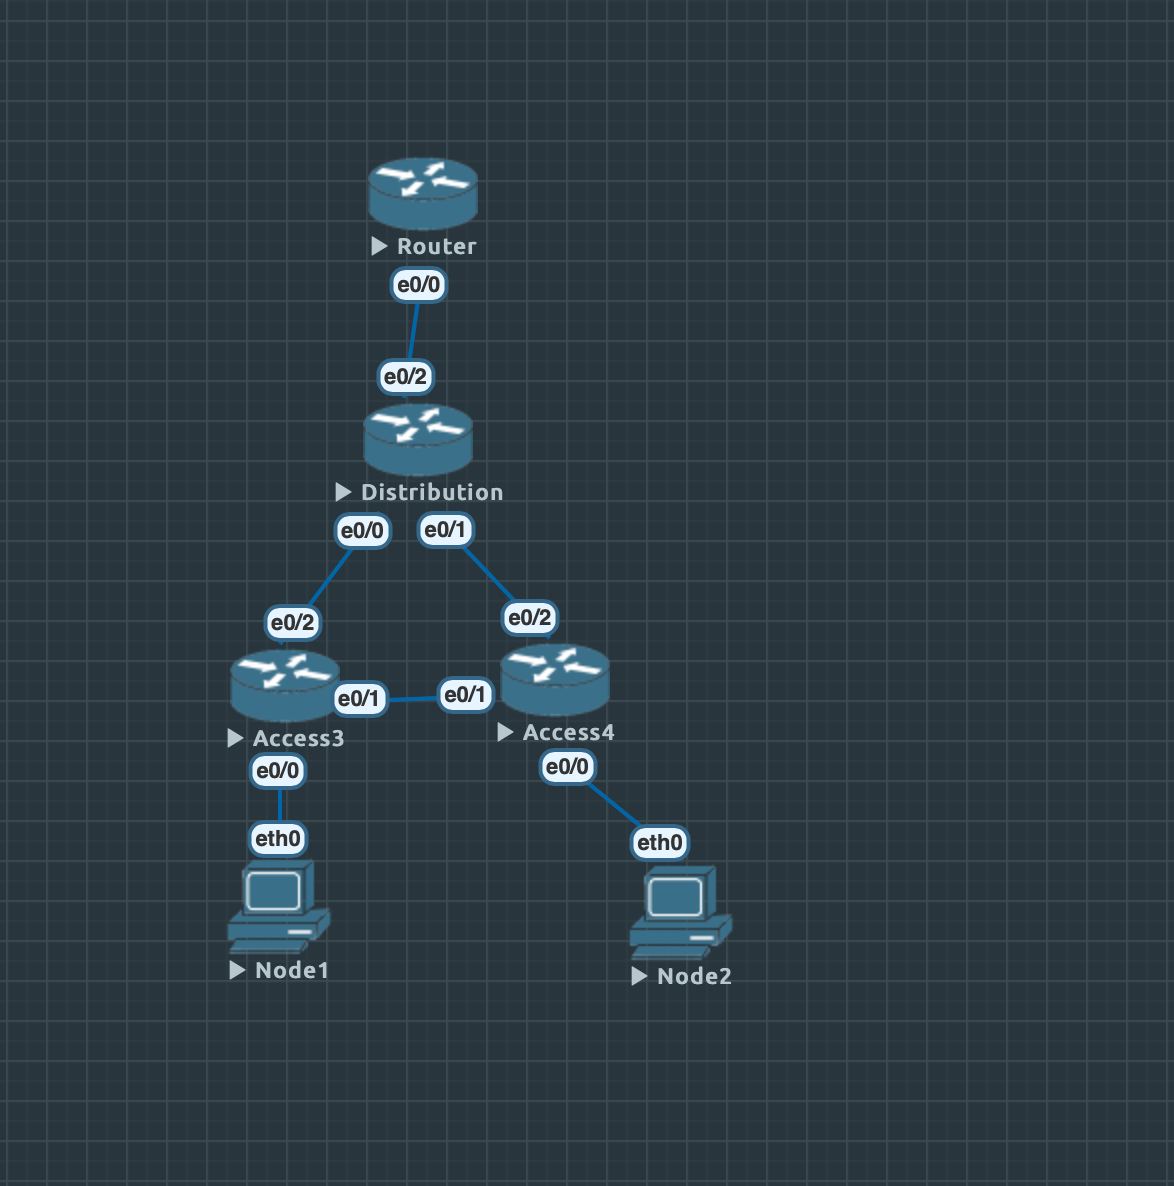 Router
e0/0
e0/2
Distribution
e0/0
e0/1
e0/2
e0/2
e0/1
e0/1
Access3
Access4
e0/0
e0/0
eth0
eth0
Node1
Node2